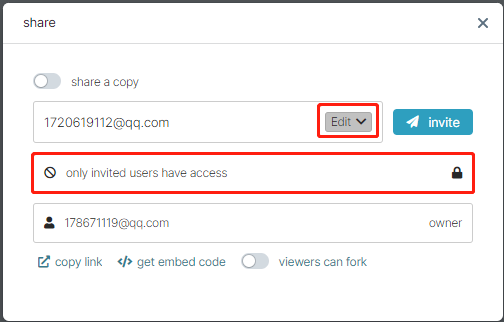 share
share a copy
1720619112@qq.com Edit invite
only invited users have access
178671119@qq.com owner
copy link get embed code viewers can fork